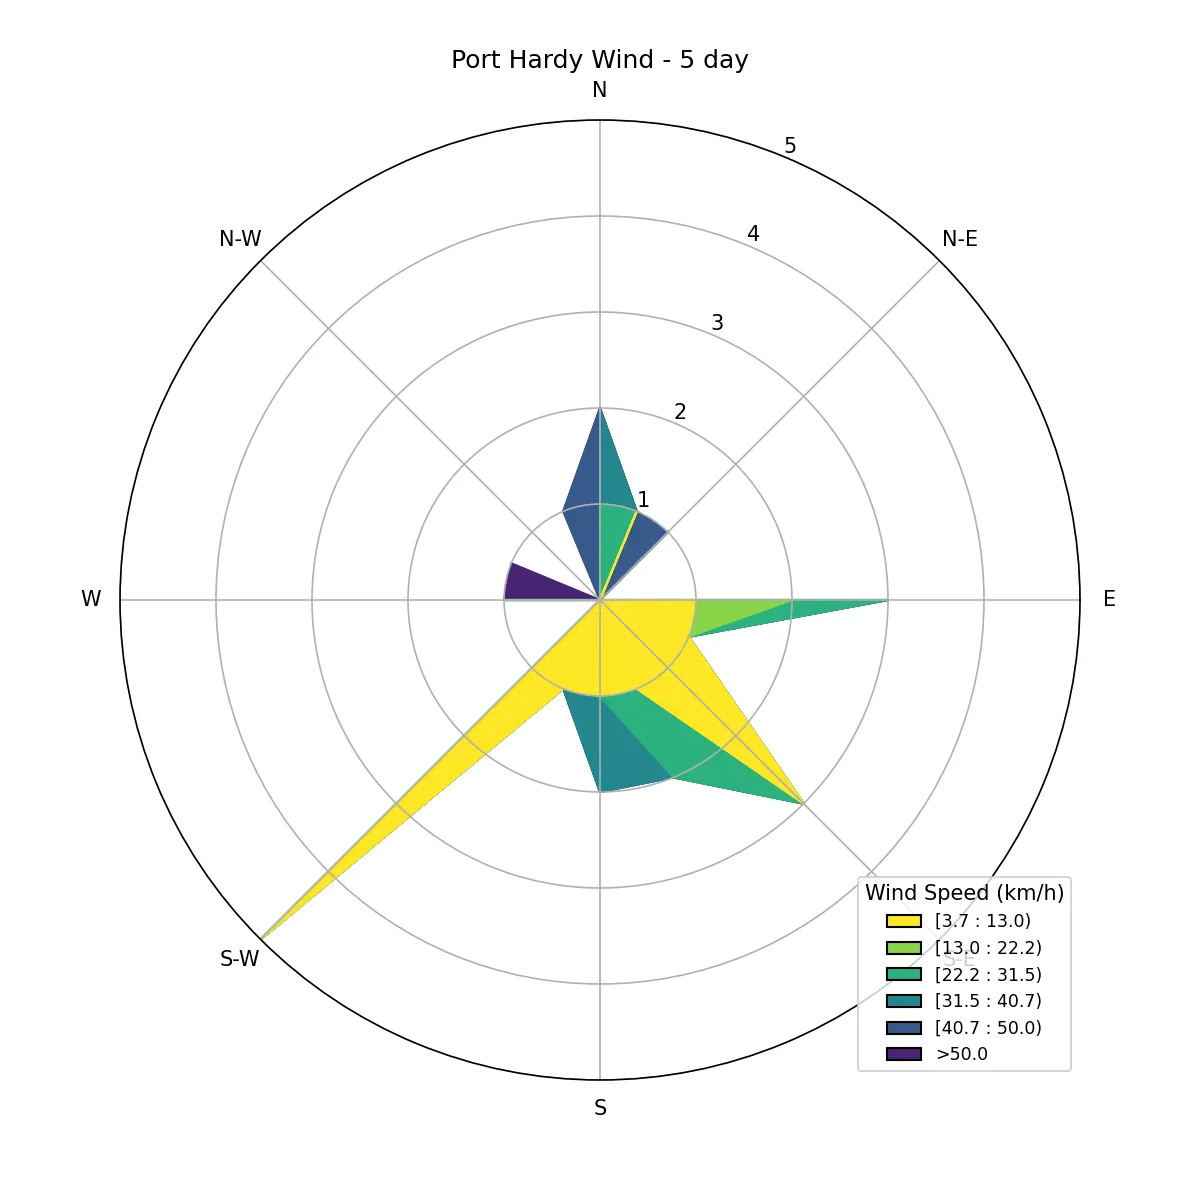 Port Hardy Wind - 5 day
N
5
N-W
N-E
4
3
2
1
W
E
Wind Speed (km/h)
[3.7 : 13.0)
[13.0 : 22.2)
S-W
S-E
[22.2 : 31.5)
[31.5 : 40.7)
[40.7 : 50.0)
>50.0
S